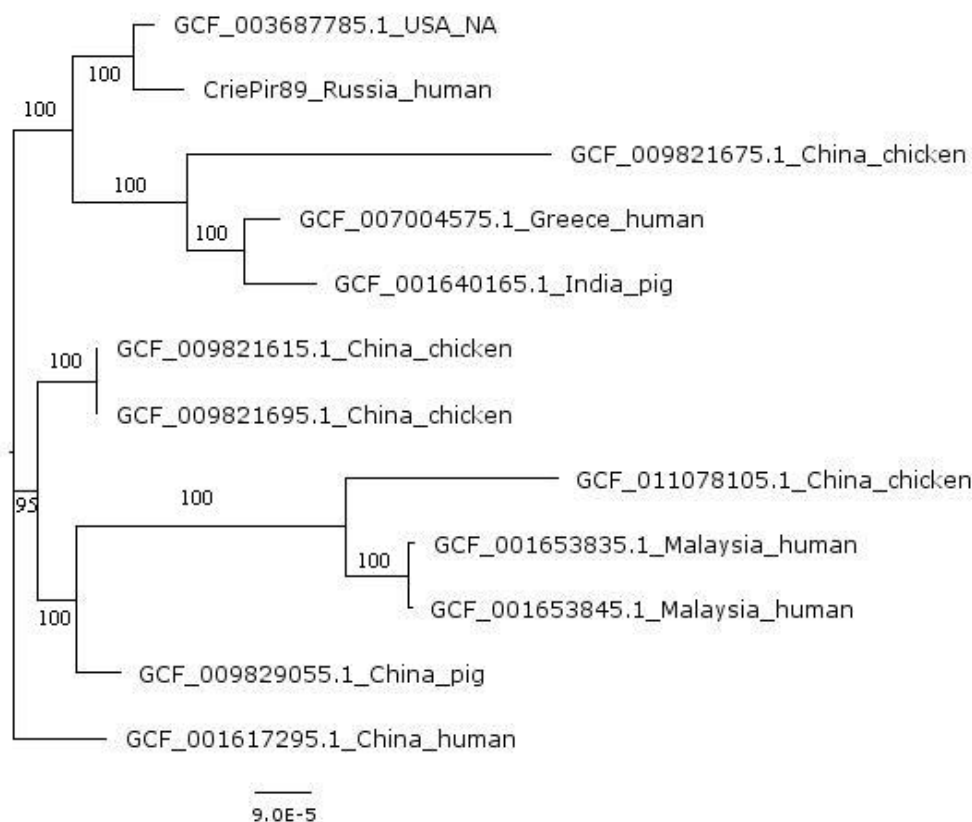 GCF_003687785.1_USA_NA
100
CriePir89_Russia_human
100
GCF_009821675.1_China_chicken
100
GCF_007004575.1_Greece_human
100
GCF_001640165.1_India_pig
GCF_009821615.1_China_chicken
100
GCF_009821695.1_China_chicken
GCF_011078105.1_China_chicken
100
95
GCF_001653835.1_Malaysia_human
100
GCF_001653845.1_Malaysia_human
100
GCF_009829055.1_China_pig
GCF_001617295.1_China_human
9.0E-5